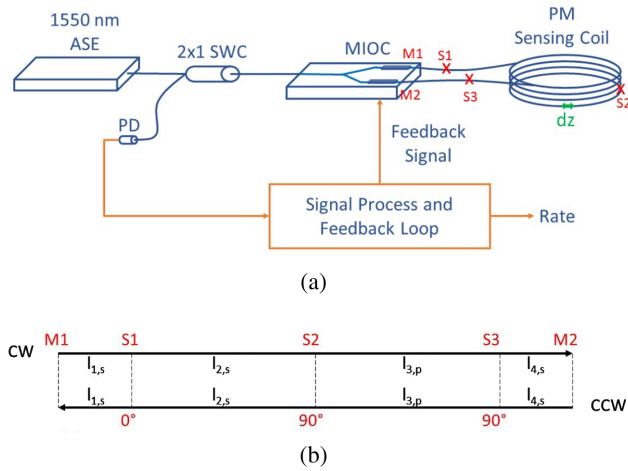 1550 nm
ASE
2x1 SWC
MIOC
M1
S1
PM
Sensing Coil
M2
S3
S2
dz
PD
Feedback
Signal
Signal Process and
Feedback Loop
Rate
(a)
M1 S1 S2 S3 M2
CW
l1,s l2,s l3,p l4,s
l1,s l2,s l3,p l4,s
CCW
0° 90° 90°
(b)